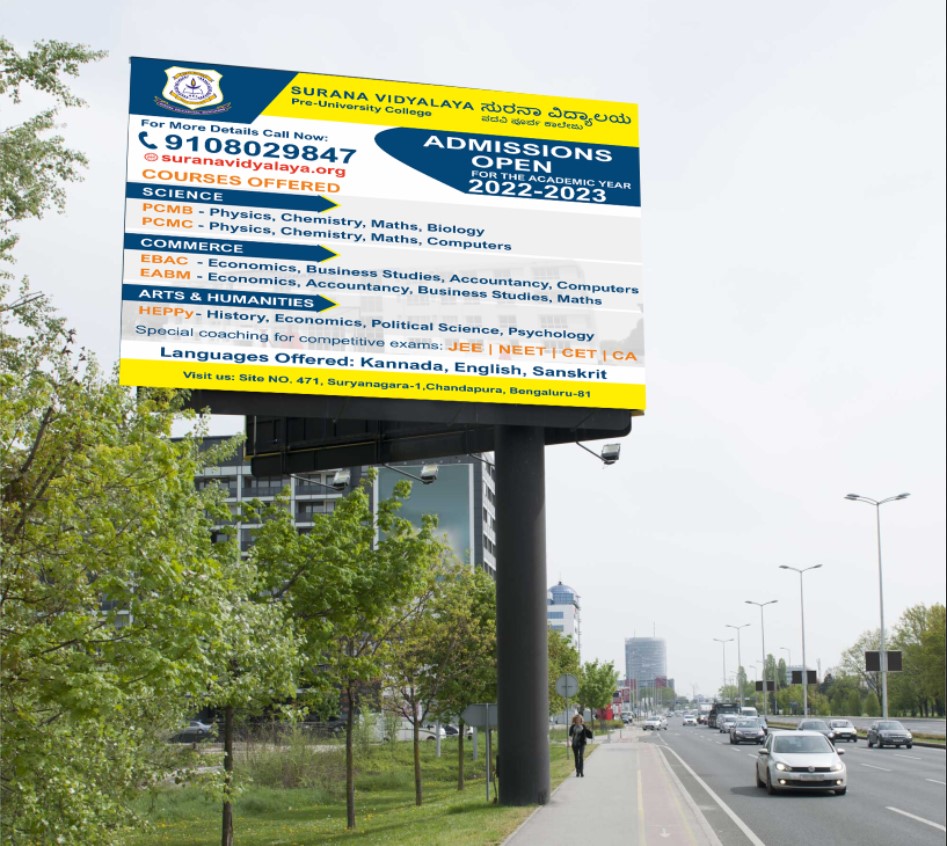 SURANA VIDYALAYA ಸುರನಾ ವಿದ್ಯಾಲಯ
Pre-University College ಪದವಿ ಪೂರ್ವ ಕಾಲೇಜು
For More Details Call Now:
9108029847
suranavidyalaya.org
ADMISSIONS
OPEN
FOR THE ACADEMIC YEAR
2022-2023
COURSES OFFERED
SCIENCE
PCMB - Physics, Chemistry, Maths, Biology
PCMC - Physics, Chemistry, Maths, Computers
COMMERCE
EBAC - Economics, Business Studies, Accountancy, Computers
EABM - Economics, Accountancy, Business Studies, Maths
ARTS & HUMANITIES
HEPPy- History, Economics, Political Science, Psychology
Special coaching for competitive exams: JEE | NEET | CET | CA
Languages Offered: Kannada, English, Sanskrit
Visit us: Site NO. 471, Suryanagara-1,Chandapura, Bengaluru-81